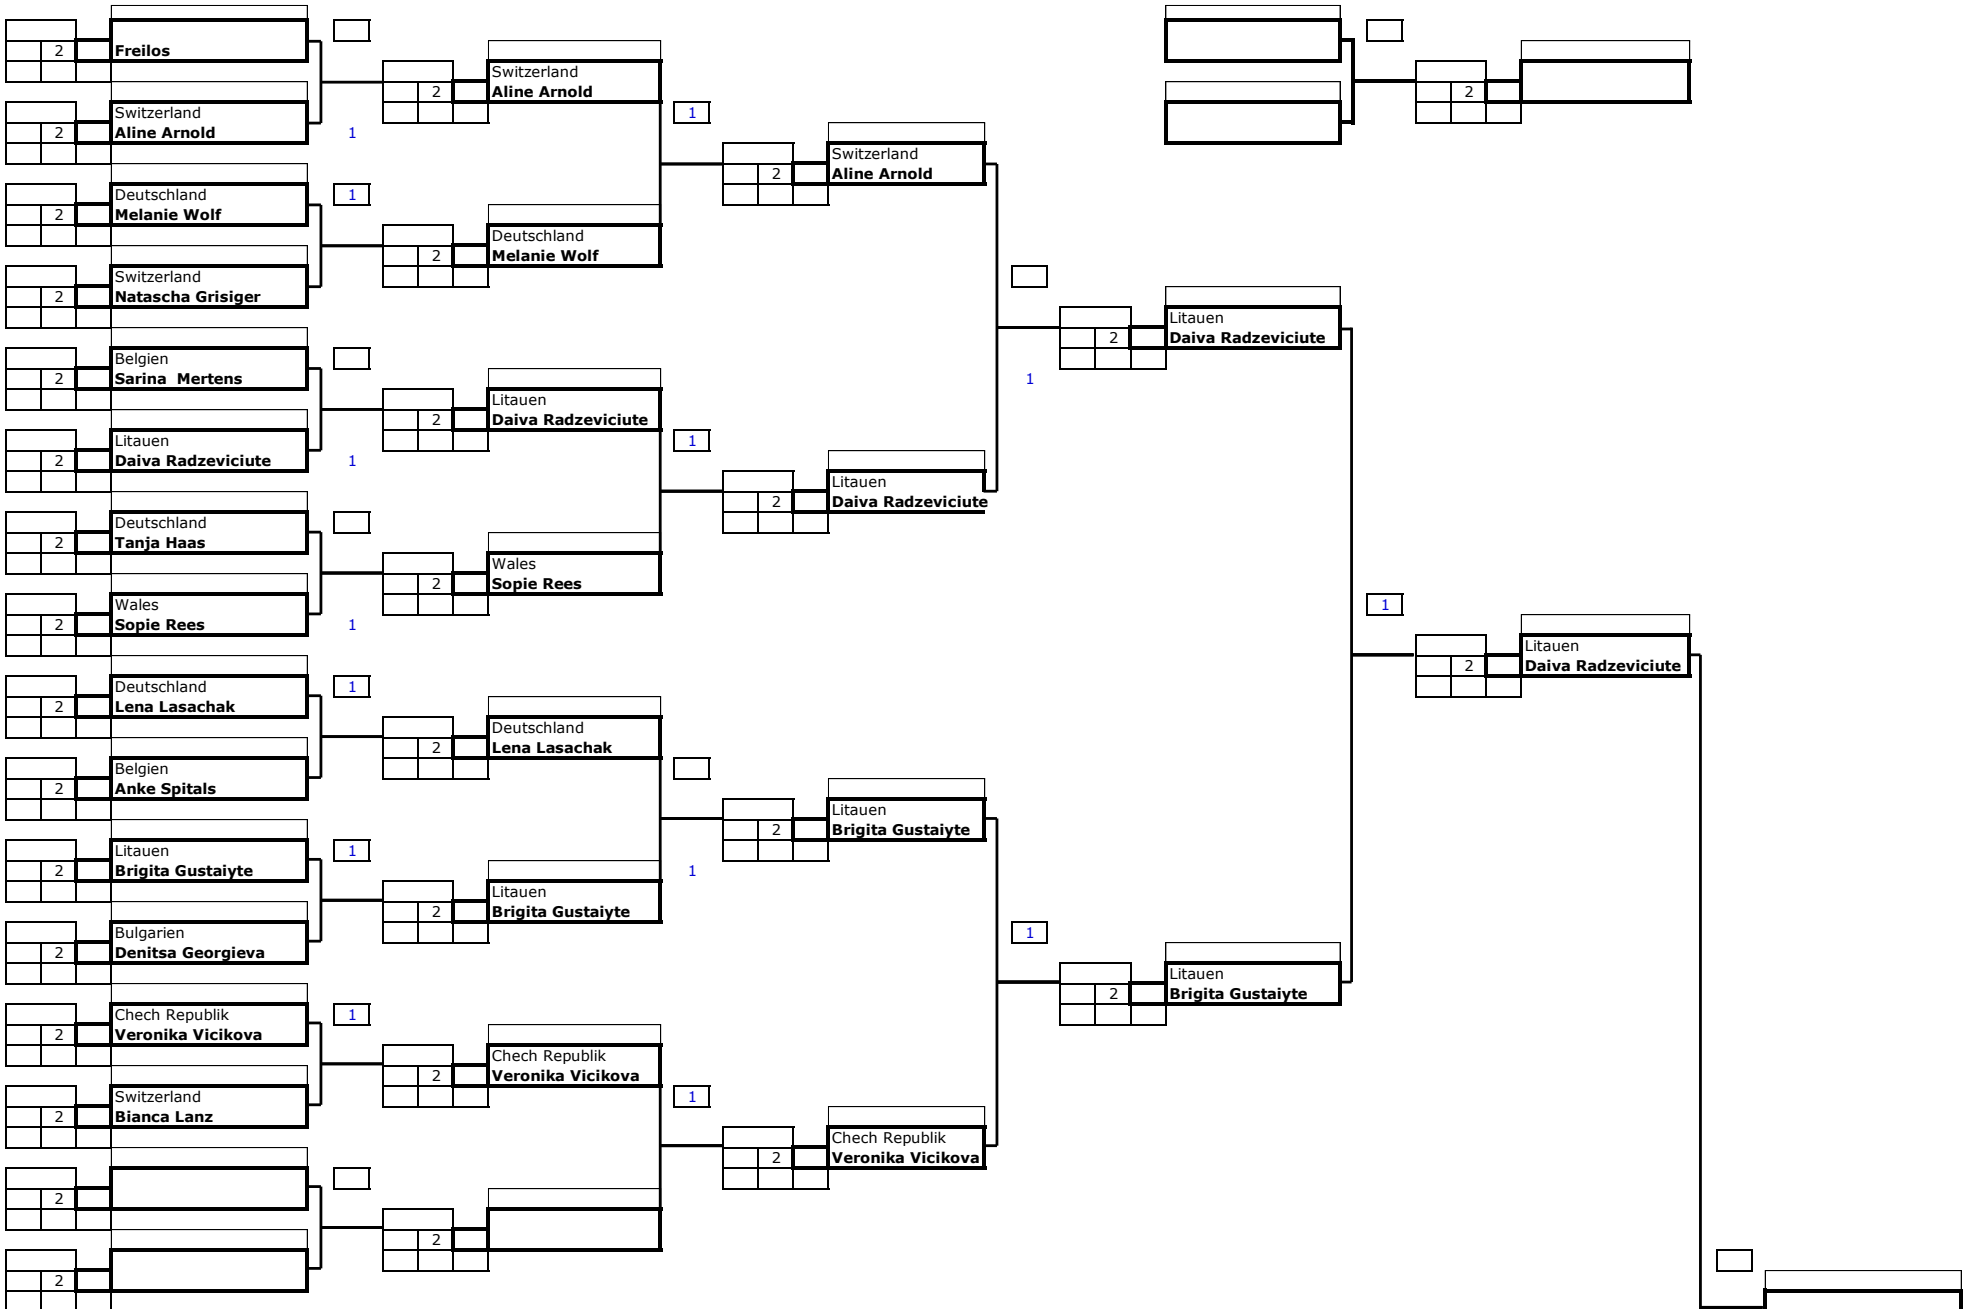 2
Freilos
2
Switzerland
Aline Arnold
1
2
Deutschland
Melanie Wolf
1
2
Switzerland
Natascha Grisiger
2
Belgien
Sarina  Mertens
2
Litauen
Daiva Radzeviciute
1
2
Deutschland
Tanja Haas
2
Wales
Sopie Rees
1
2
Deutschland
Lena Lasachak
1
2
Belgien
Anke Spitals
2
Litauen
Brigita Gustaiyte
1
2
Bulgarien
Denitsa Georgieva
2
Chech Republik
Veronika Vicikova
1
2
Switzerland
Bianca Lanz
2
2
2
Switzerland
Aline Arnold
1
2
Deutschland
Melanie Wolf
2
Litauen
Daiva Radzeviciute
1
2
Wales
Sopie Rees
2
Deutschland
Lena Lasachak
2
Litauen
Brigita Gustaiyte
1
2
Chech Republik
Veronika Vicikova
1
2
2
Switzerland
Aline Arnold
2
Litauen
Daiva Radzeviciute
1
2
Litauen
Brigita Gustaiyte
1
2
Chech Republik
Veronika Vicikova
2
Litauen
Daiva Radzeviciute
1
2
Litauen
Brigita Gustaiyte
2
2
Litauen
Daiva Radzeviciute